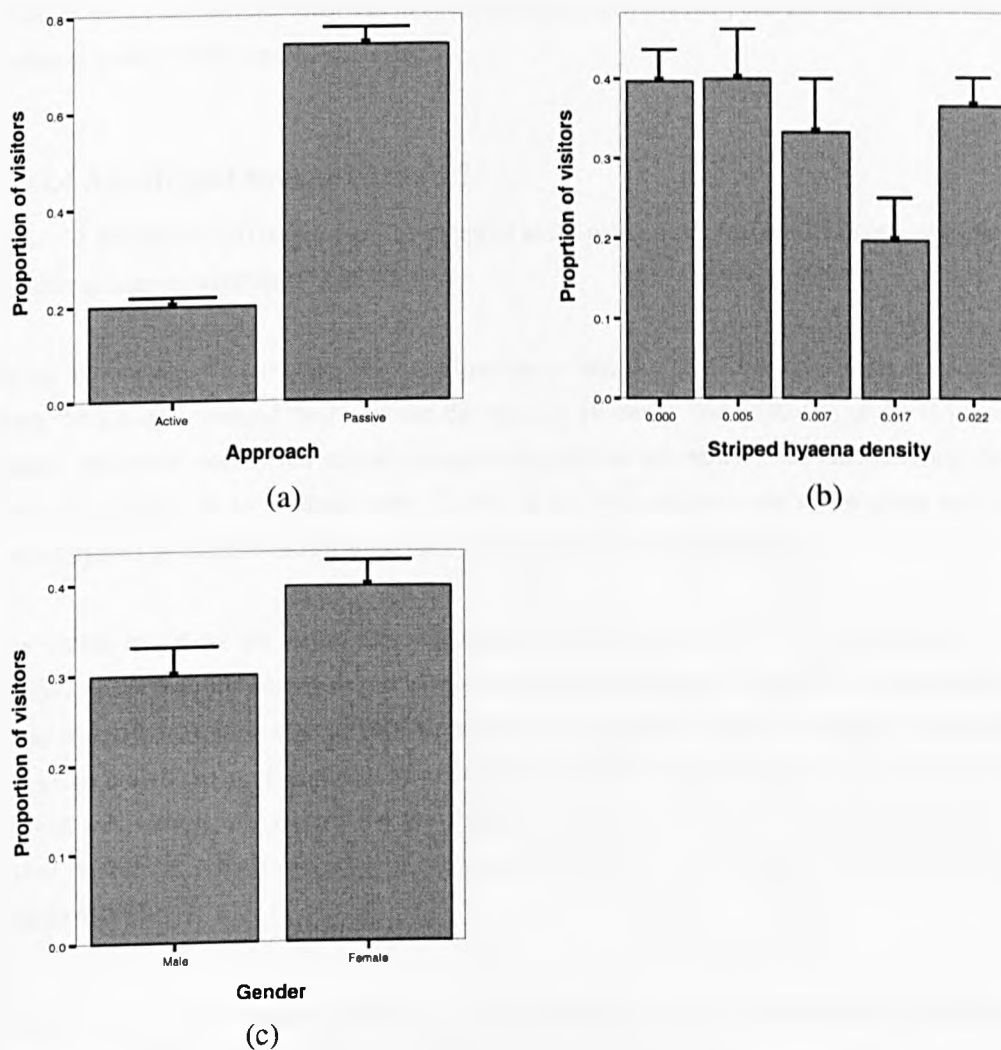 0.8
0.6
0.4
0.2
0.0
Proportion of visitors
Active
Passive
Approach
(a)
0.4
0.3
0.2
0.1
0.0
Proprtion of visitors
0.000
0.005
0.007
0.017
0.022
Striped hyaena density
(b)
0.4
0.3
0.2
0.1
0.0
Proportion of visitors
Male
Female
Gender
(c)